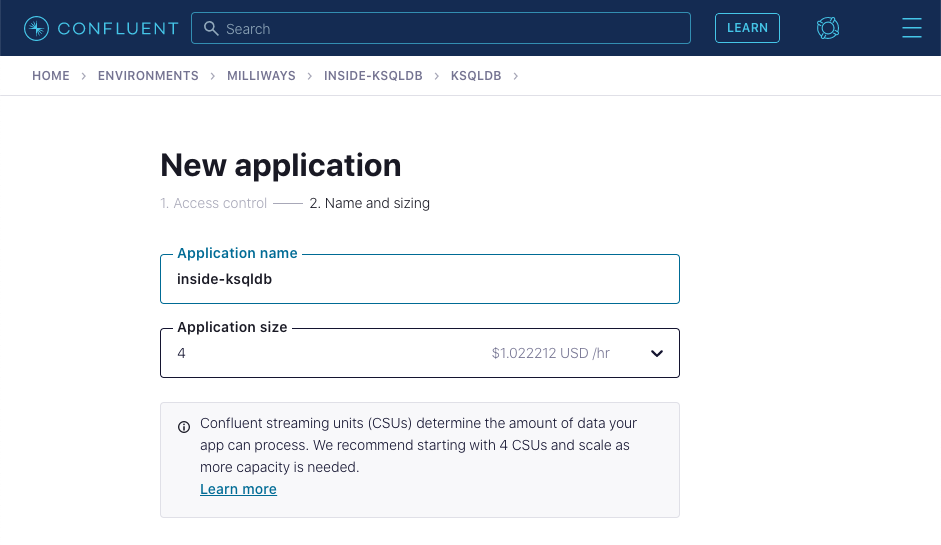 CONFLUENT Search LEARN
HOME > ENVIRONMENTS > MILLIWAYS > INSIDE-KSQLDB > KSQLDB >
New application
1. Access control 2. Name and sizing
Application name
inside-ksqldb
Application size
4 $1.022212 USD /hr
Confluent streaming units (CSUs) determine the amount of data your
app can process. We recommend starting with 4 CSUs and scale as
more capacity is needed.
Learn more